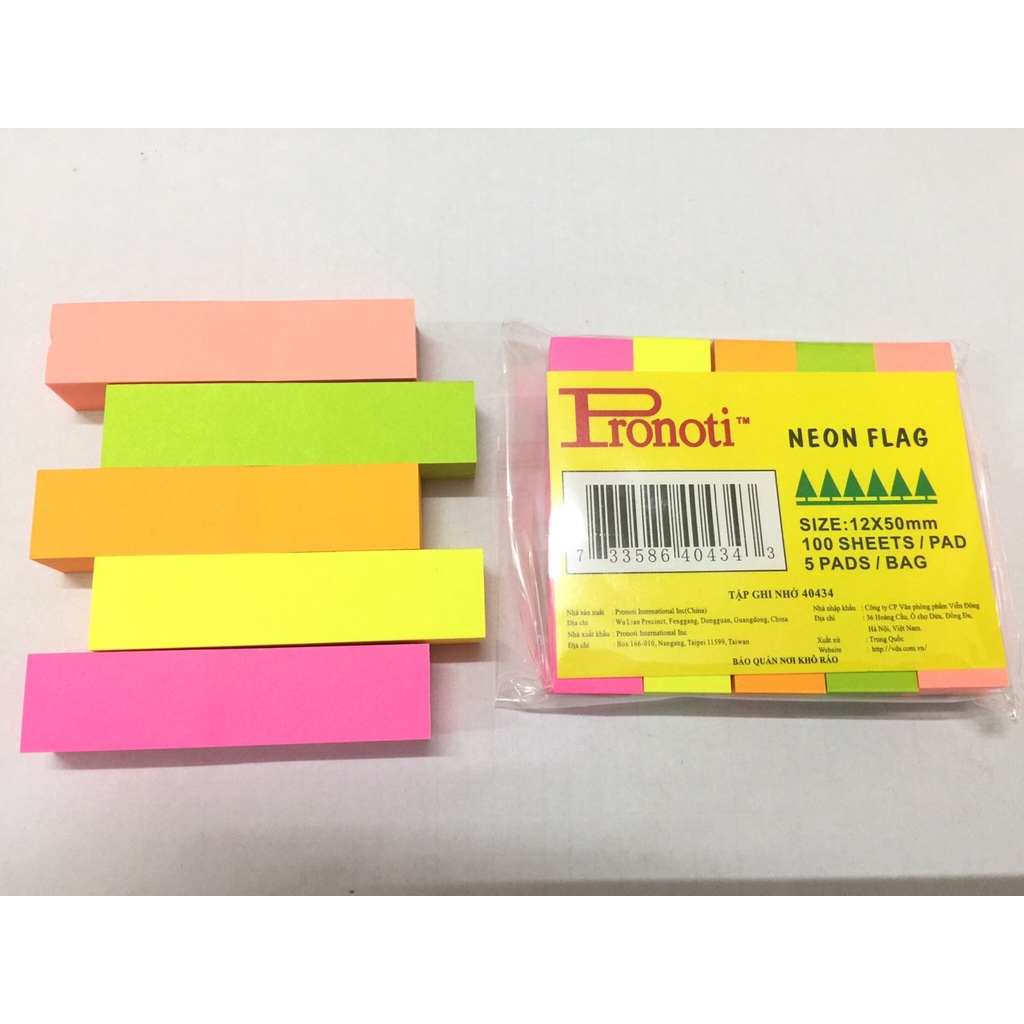 Pronoti™
NEON FLAG
SIZE:12X50mm
100 SHEETS / PAD
5 PADS / BAG
7 33586 40434 3
TẬP GHI NHỚ 40434
Nhà sản xuất : Pronoti International Inc(China)
Địa chỉ : Wu Lian Precinct, Fenggang, Dongguan, Guangdong, China
Nhà xuất khẩu : Pronoti International Inc
Địa chỉ : Box 166-010, Nangang, Taipei 11599, Taiwan
Nhà nhập khẩu : Công ty CP Văn phòng phẩm Viễn Đông
Địa chỉ : 36 Hoàng Cầu, Ô chợ Dừa, Đống Đa,
Hà Nội, Việt Nam.
Xuất xứ : Trung Quốc
Website : http://vds.com.vn/
BẢO QUẢN NƠI KHÔ RÁO